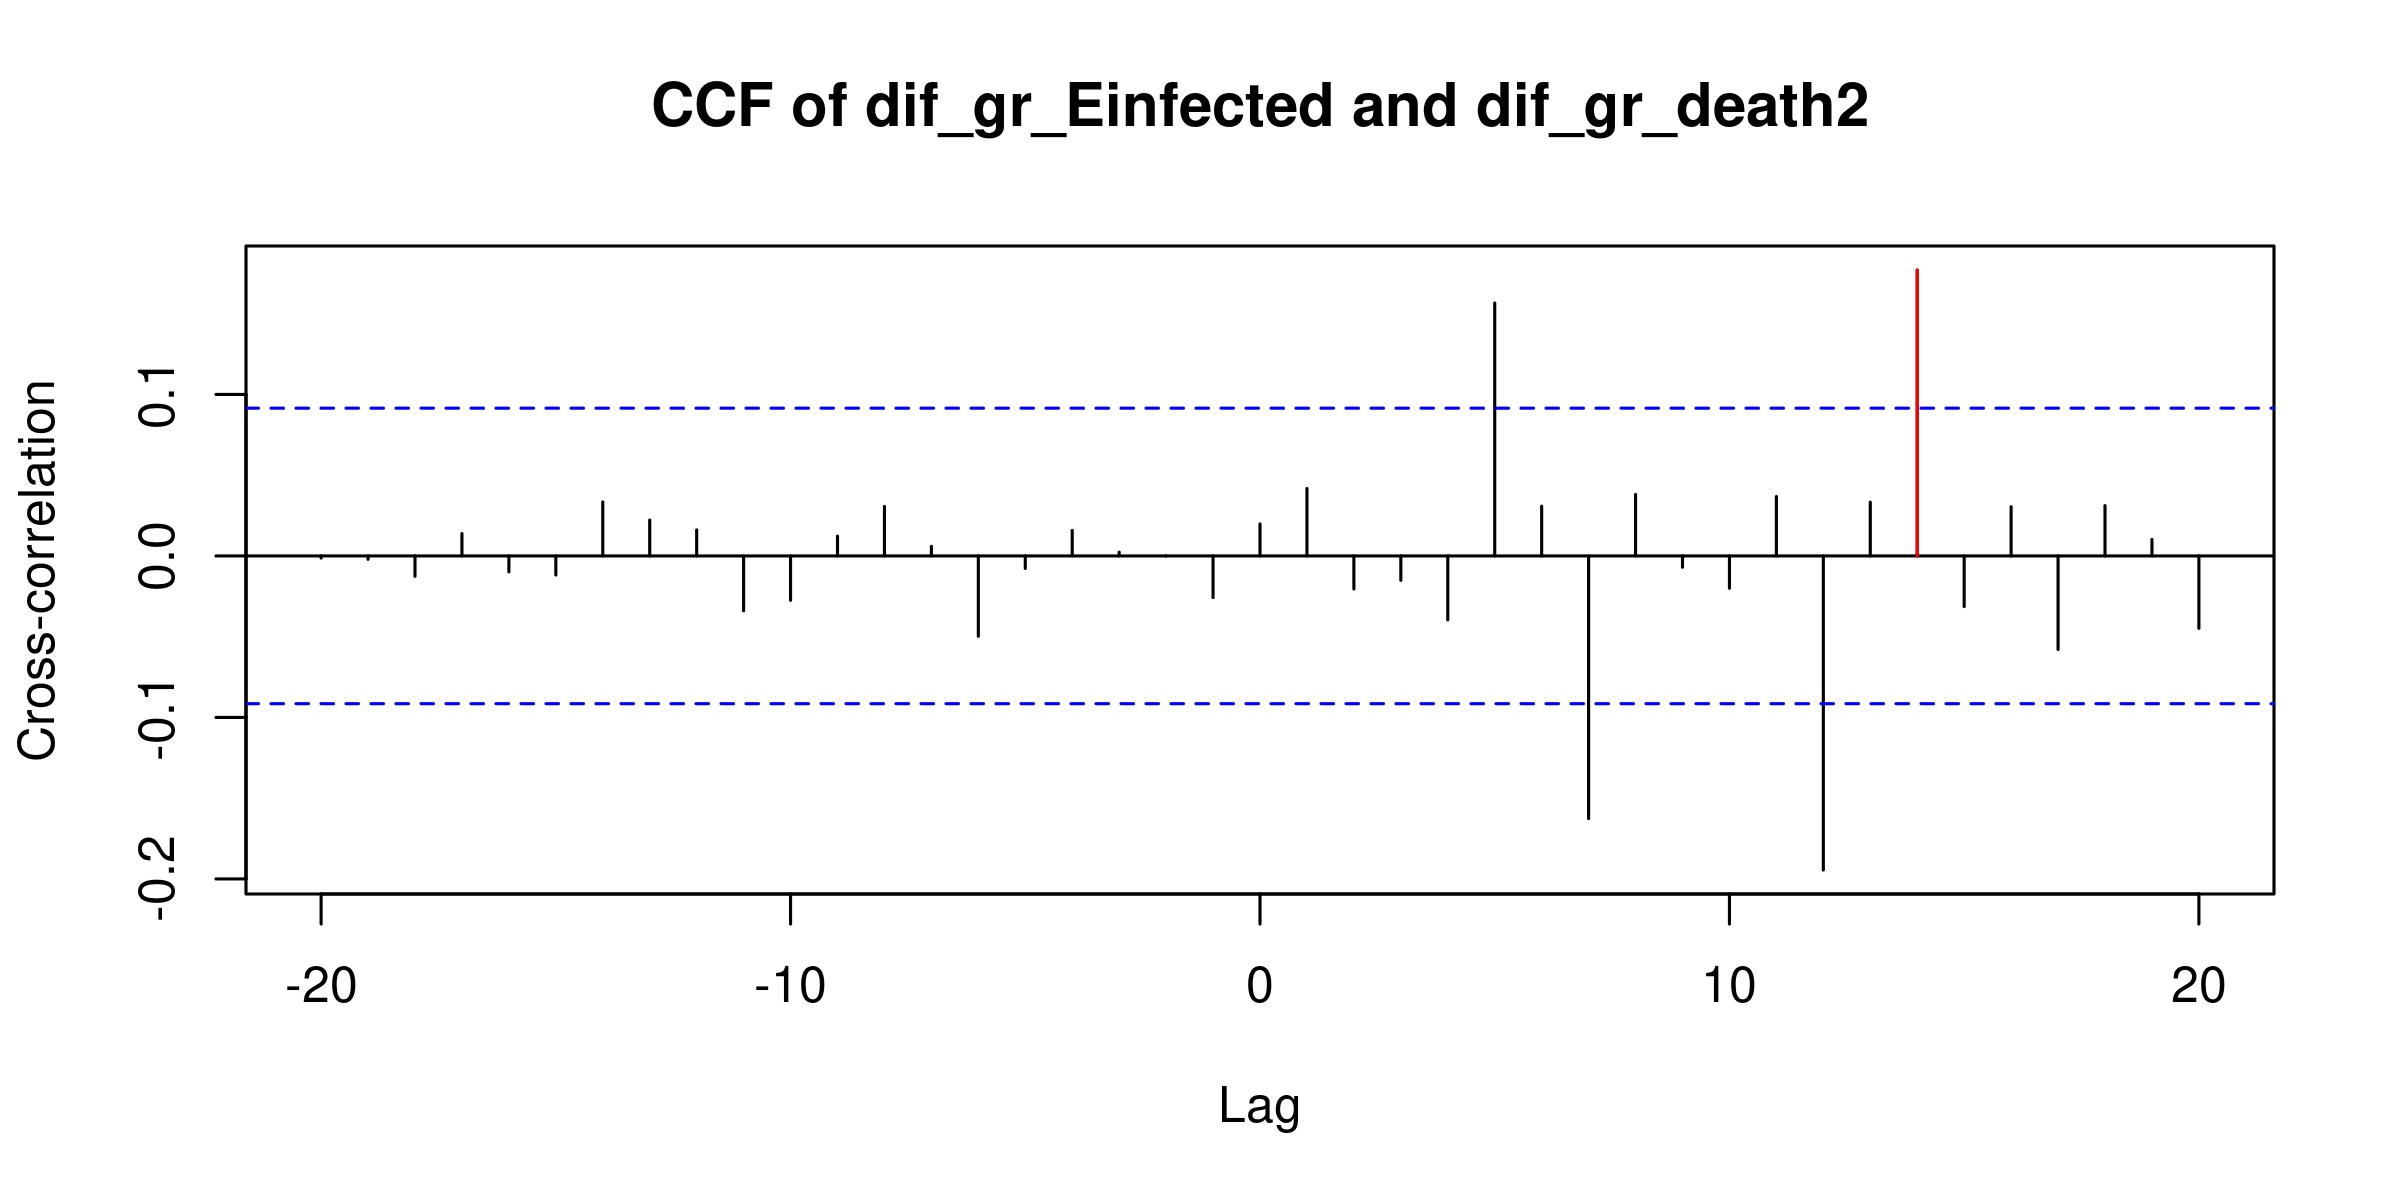 CCF of dif_gr_Einfected and dif_gr_death2
Cross-correlation
0.1
0.0
-0.1
-0.2
-20 -10 0 10 20
Lag